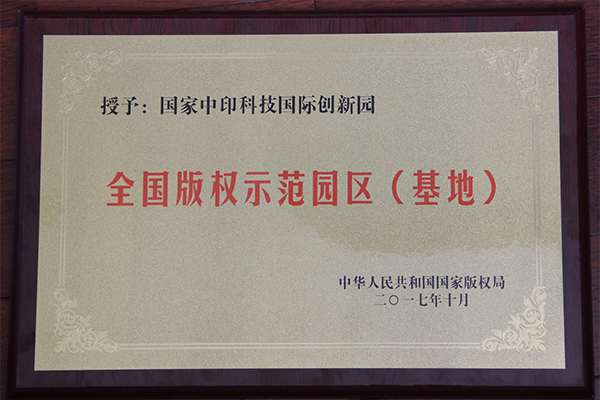 授予：国家中印科技国际创新园
全国版权示范园区（基地）
中华人民共和国国家版权局
二〇一七年十月